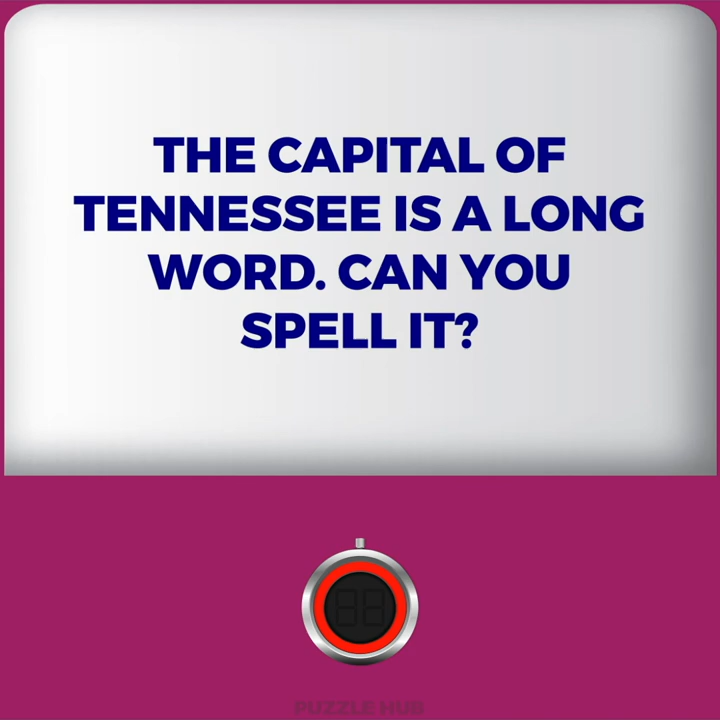 THE CAPITAL OF
TENNESSEE IS A LONG
WORD. CAN YOU
SPELL IT?
PUZZLE HUB